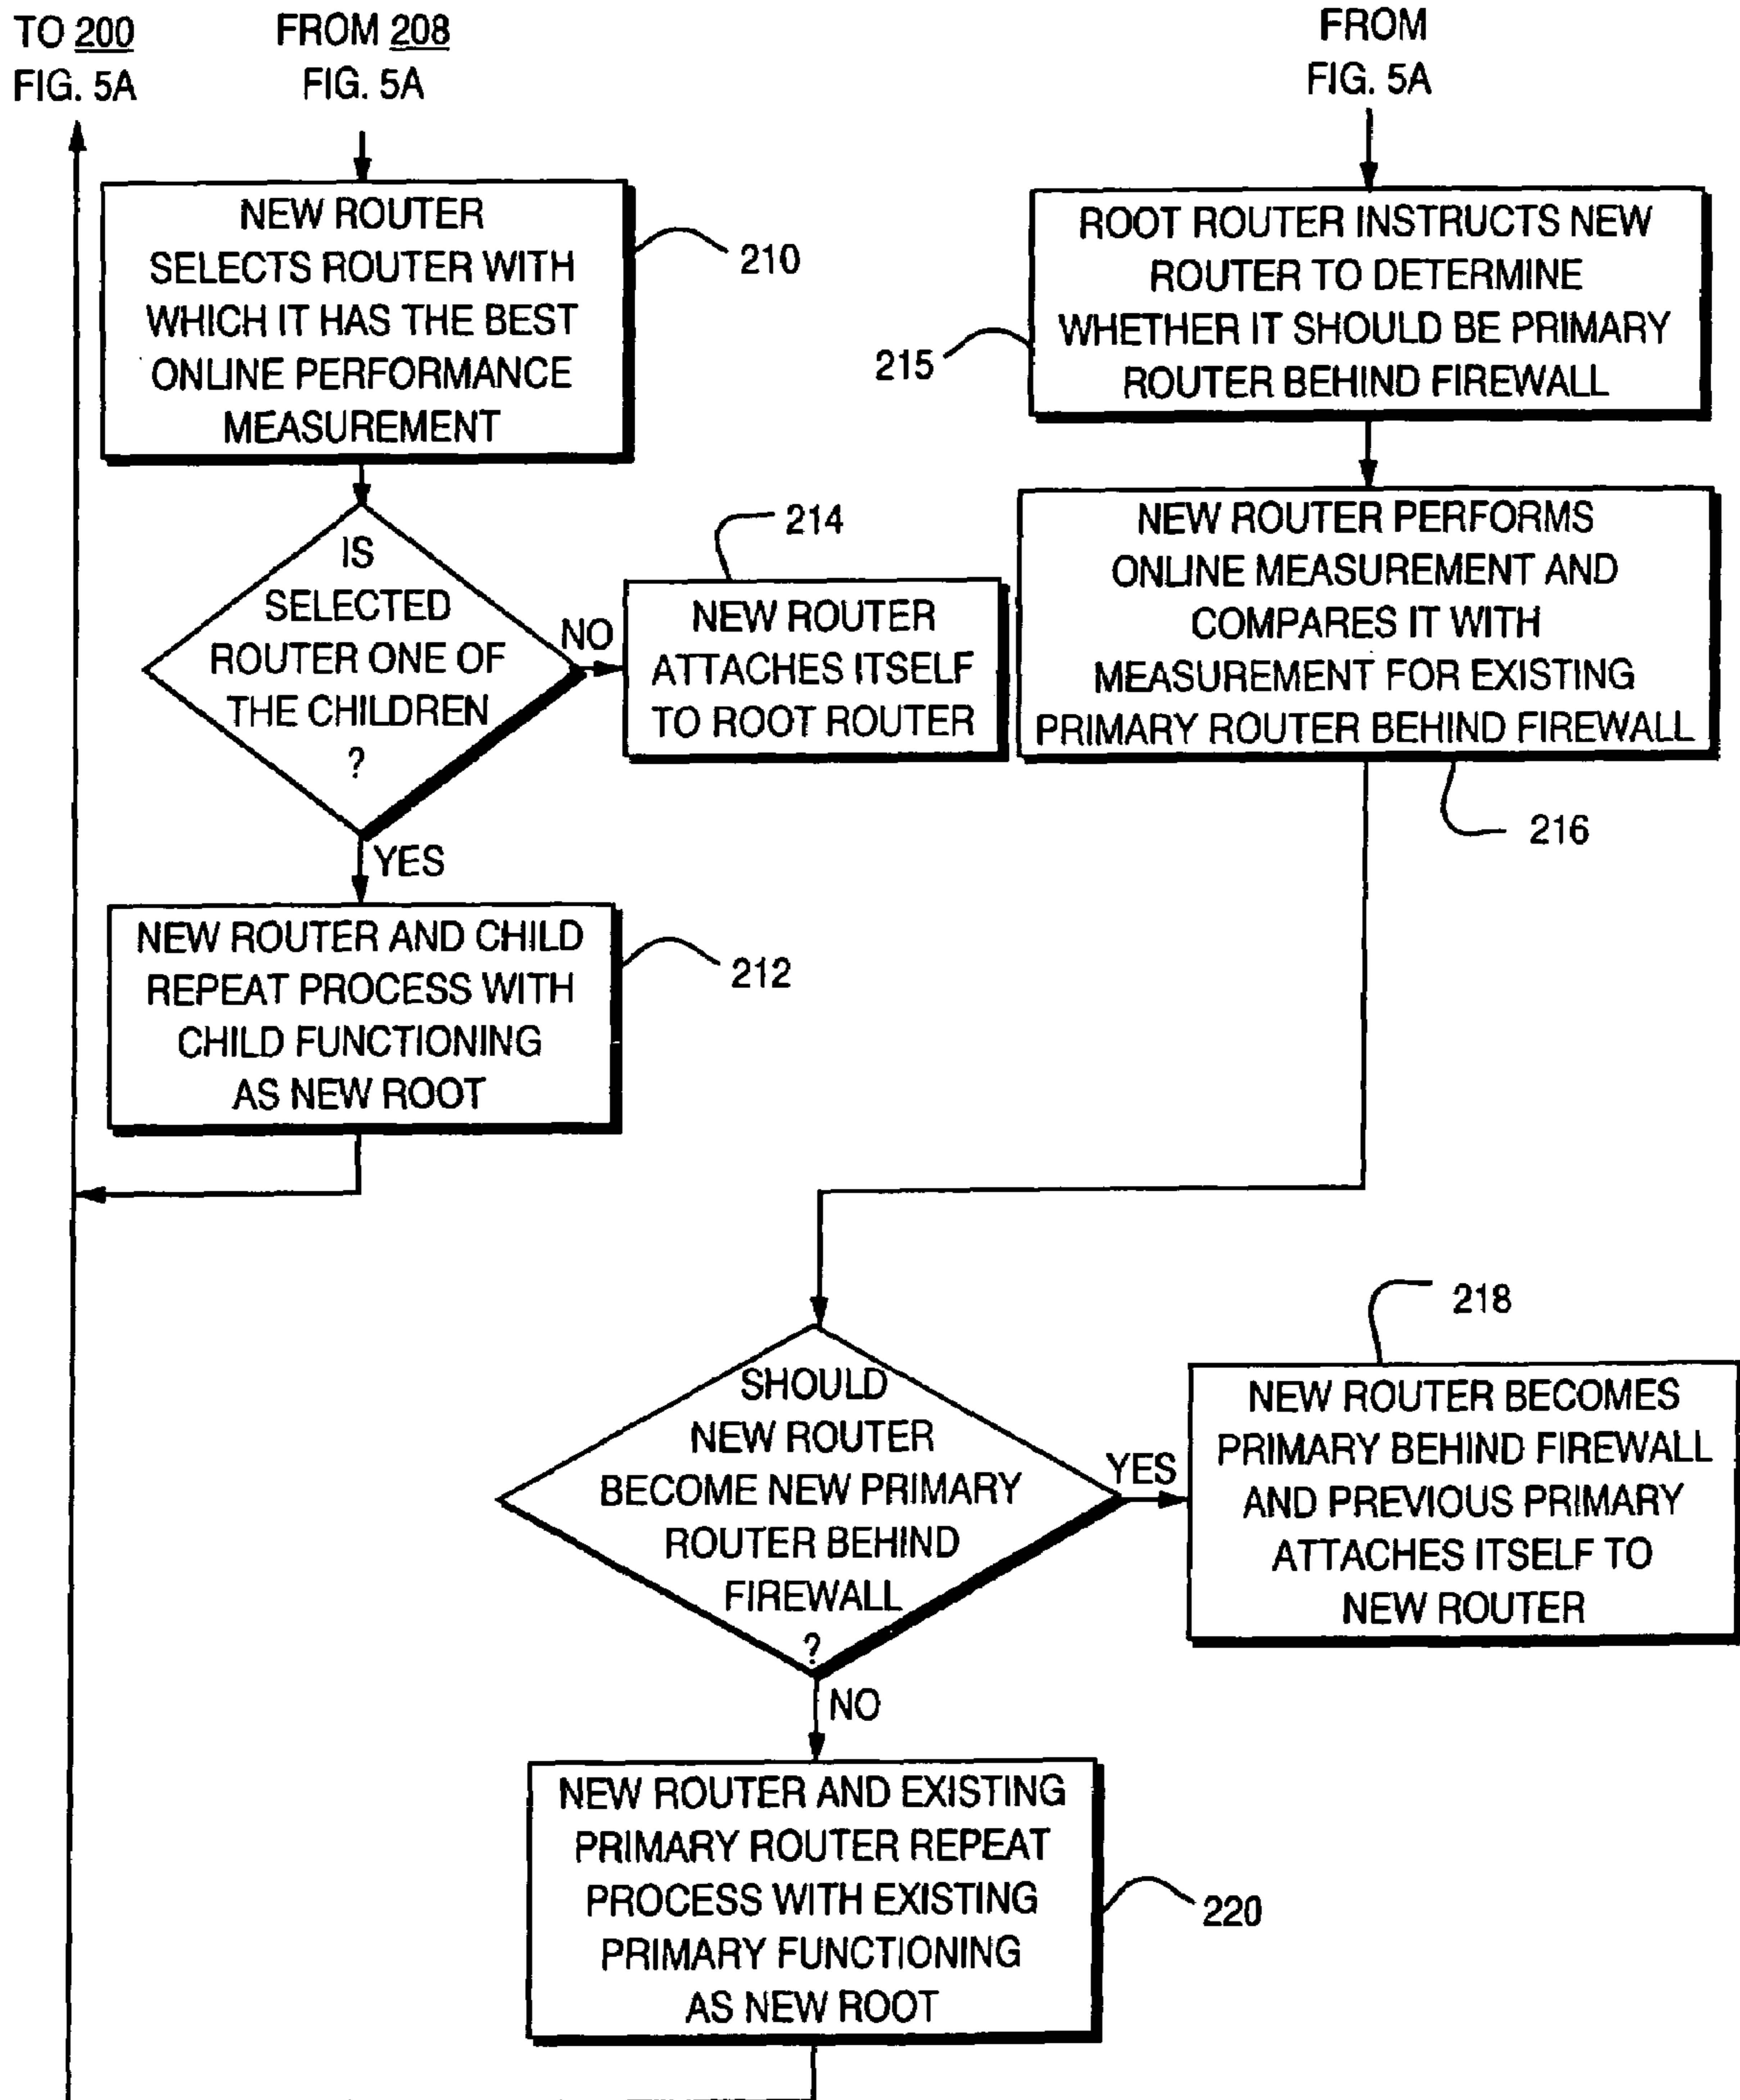 TO 200
FIG. 5A
FROM 208
FIG. 5A
FROM
FIG. 5A
NEW ROUTER
SELECTS ROUTER WITH
WHICH IT HAS THE BEST
ONLINE PERFORMANCE
MEASUREMENT
210
IS
SELECTED
ROUTER ONE OF
THE CHILDREN
?
NO
214
NEW ROUTER
ATTACHES ITSELF
TO ROOT ROUTER
YES
NEW ROUTER AND CHILD
REPEAT PROCESS WITH
CHILD FUNCTIONING
AS NEW ROOT
212
ROOT ROUTER INSTRUCTS NEW
ROUTER TO DETERMINE
WHETHER IT SHOULD BE PRIMARY
ROUTER BEHIND FIREWALL
215
NEW ROUTER PERFORMS
ONLINE MEASUREMENT AND
COMPARES IT WITH
MEASUREMENT FOR EXISTING
PRIMARY ROUTER BEHIND FIREWALL
216
SHOULD
NEW ROUTER
BECOME NEW PRIMARY
ROUTER BEHIND
FIREWALL
?
YES
218
NEW ROUTER BECOMES
PRIMARY BEHIND FIREWALL
AND PREVIOUS PRIMARY
ATTACHES ITSELF TO
NEW ROUTER
NO
NEW ROUTER AND EXISTING
PRIMARY ROUTER REPEAT
PROCESS WITH EXISTING
PRIMARY FUNCTIONING
AS NEW ROOT
220